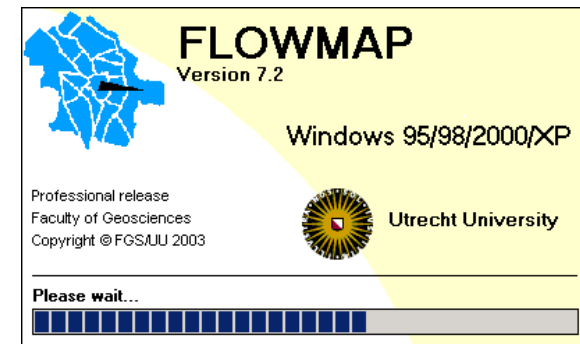 FLOWMAP
Version 7.2
Windows 95/98/2000/XP
Professional release
Faculty of Geosciences
Copyright © FGS/UU 2003
Utrecht University
Please wait...